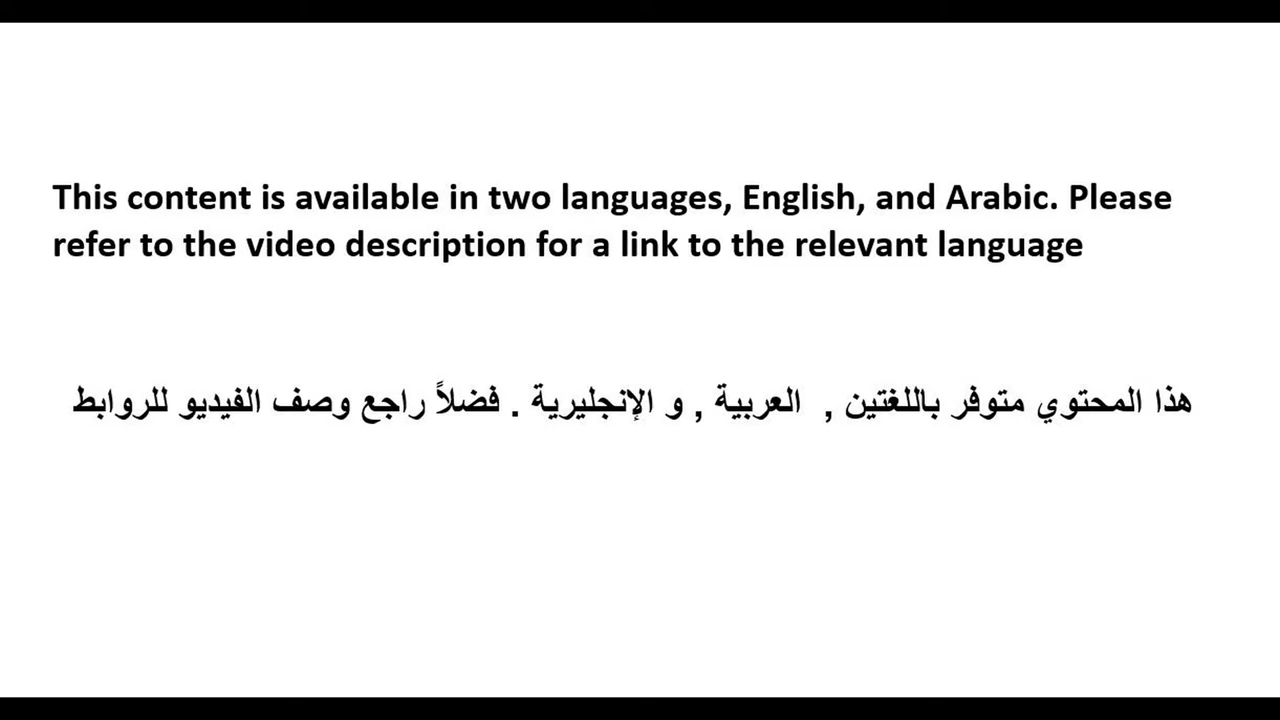 This content is available in two languages, English, and Arabic. Please
refer to the video description for a link to the relevant language
هذا المحتوي متوفر باللغتين , العربية , و الإنجليرية . فضلاً راجع وصف الفيديو للروابط